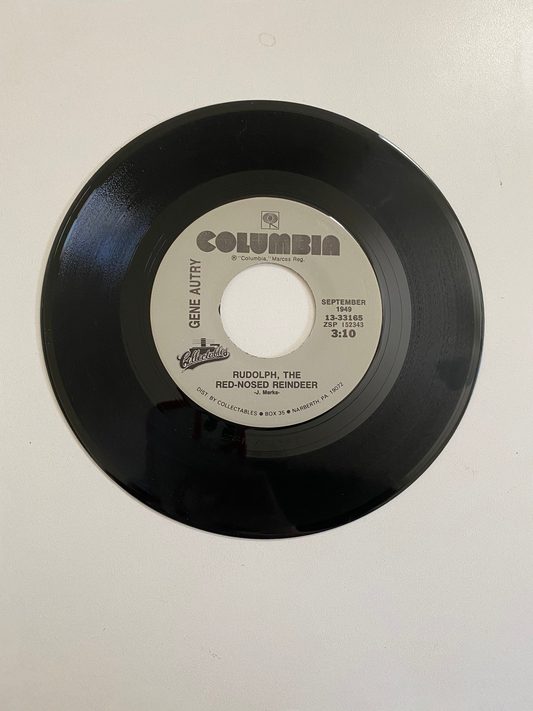 COLUMBIA
® "Columbia," Marcas Reg.
GENE AUTRY
SEPTEMBER
1949
13-33165
ZSP 152343
3:10
Collectables
RUDOLPH, THE
RED-NOSED REINDEER
-J. Marks-
DIST. BY COLLECTABLES ● BOX 35 ● NARBERTH, PA. 19072